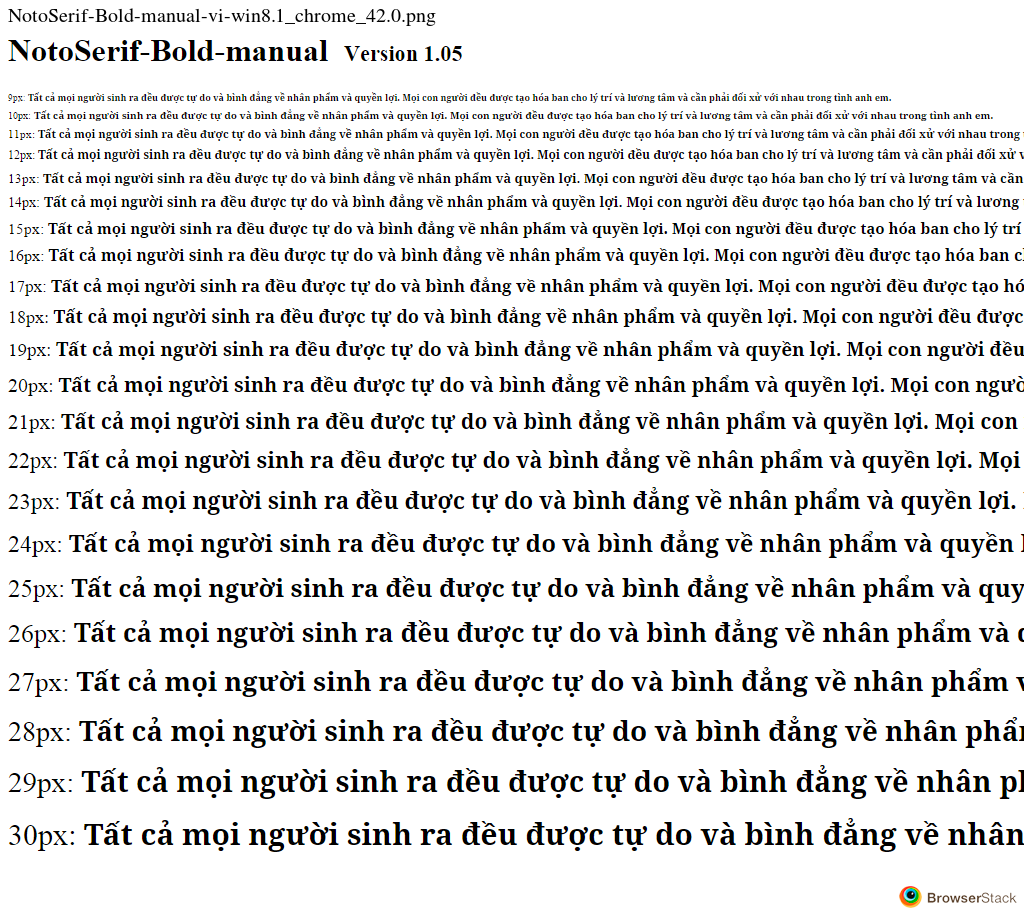 NotoSerif-Bold-manual-vi-win8.1_chrome_42.0.png
NotoSerif-Bold-manual Version 1.05
9px: Tất cả mọi người sinh ra đều được tự do và bình đẳng về nhân phẩm và quyền lợi. Mọi con người đều được tạo hóa ban cho lý trí và lương tâm và cần phải đối xử với nhau trong tình anh em.
10px: Tất cả mọi người sinh ra đều được tự do và bình đẳng về nhân phẩm và quyền lợi. Mọi con người đều được tạo hóa ban cho lý trí và lương tâm và cần phải đối xử với nhau trong tình anh em.
11px: Tất cả mọi người sinh ra đều được tự do và bình đẳng về nhân phẩm và quyền lợi. Mọi con người đều được tạo hóa ban cho lý trí và lương tâm và cần phải đối xử với nhau trong
12px: Tất cả mọi người sinh ra đều được tự do và bình đẳng về nhân phẩm và quyền lợi. Mọi con người đều được tạo hóa ban cho lý trí và lương tâm và cần phải đối xử
13px: Tất cả mọi người sinh ra đều được tự do và bình đẳng về nhân phẩm và quyền lợi. Mọi con người đều được tạo hóa ban cho lý trí và lương tâm và cần
14px: Tất cả mọi người sinh ra đều được tự do và bình đẳng về nhân phẩm và quyền lợi. Mọi con người đều được tạo hóa ban cho lý trí và lương
15px: Tất cả mọi người sinh ra đều được tự do và bình đẳng về nhân phẩm và quyền lợi. Mọi con người đều được tạo hóa ban cho lý trí
16px: Tất cả mọi người sinh ra đều được tự do và bình đẳng về nhân phẩm và quyền lợi. Mọi con người đều được tạo hóa ban
17px: Tất cả mọi người sinh ra đều được tự do và bình đẳng về nhân phẩm và quyền lợi. Mọi con người đều được tạo hó
18px: Tất cả mọi người sinh ra đều được tự do và bình đẳng về nhân phẩm và quyền lợi. Mọi con người đều được
19px: Tất cả mọi người sinh ra đều được tự do và bình đẳng về nhân phẩm và quyền lợi. Mọi con người đều
20px: Tất cả mọi người sinh ra đều được tự do và bình đẳng về nhân phẩm và quyền lợi. Mọi con ngườ
21px: Tất cả mọi người sinh ra đều được tự do và bình đẳng về nhân phẩm và quyền lợi. Mọi con
22px: Tất cả mọi người sinh ra đều được tự do và bình đẳng về nhân phẩm và quyền lợi. Mọi
23px: Tất cả mọi người sinh ra đều được tự do và bình đẳng về nhân phẩm và quyền lợi.
24px: Tất cả mọi người sinh ra đều được tự do và bình đẳng về nhân phẩm và quyền
25px: Tất cả mọi người sinh ra đều được tự do và bình đẳng về nhân phẩm và quy
26px: Tất cả mọi người sinh ra đều được tự do và bình đẳng về nhân phẩm và
27px: Tất cả mọi người sinh ra đều được tự do và bình đẳng về nhân phẩm
28px: Tất cả mọi người sinh ra đều được tự do và bình đẳng về nhân phẩ
29px: Tất cả mọi người sinh ra đều được tự do và bình đẳng về nhân
30px: Tất cả mọi người sinh ra đều được tự do và bình đẳng về nhân
BrowserStack